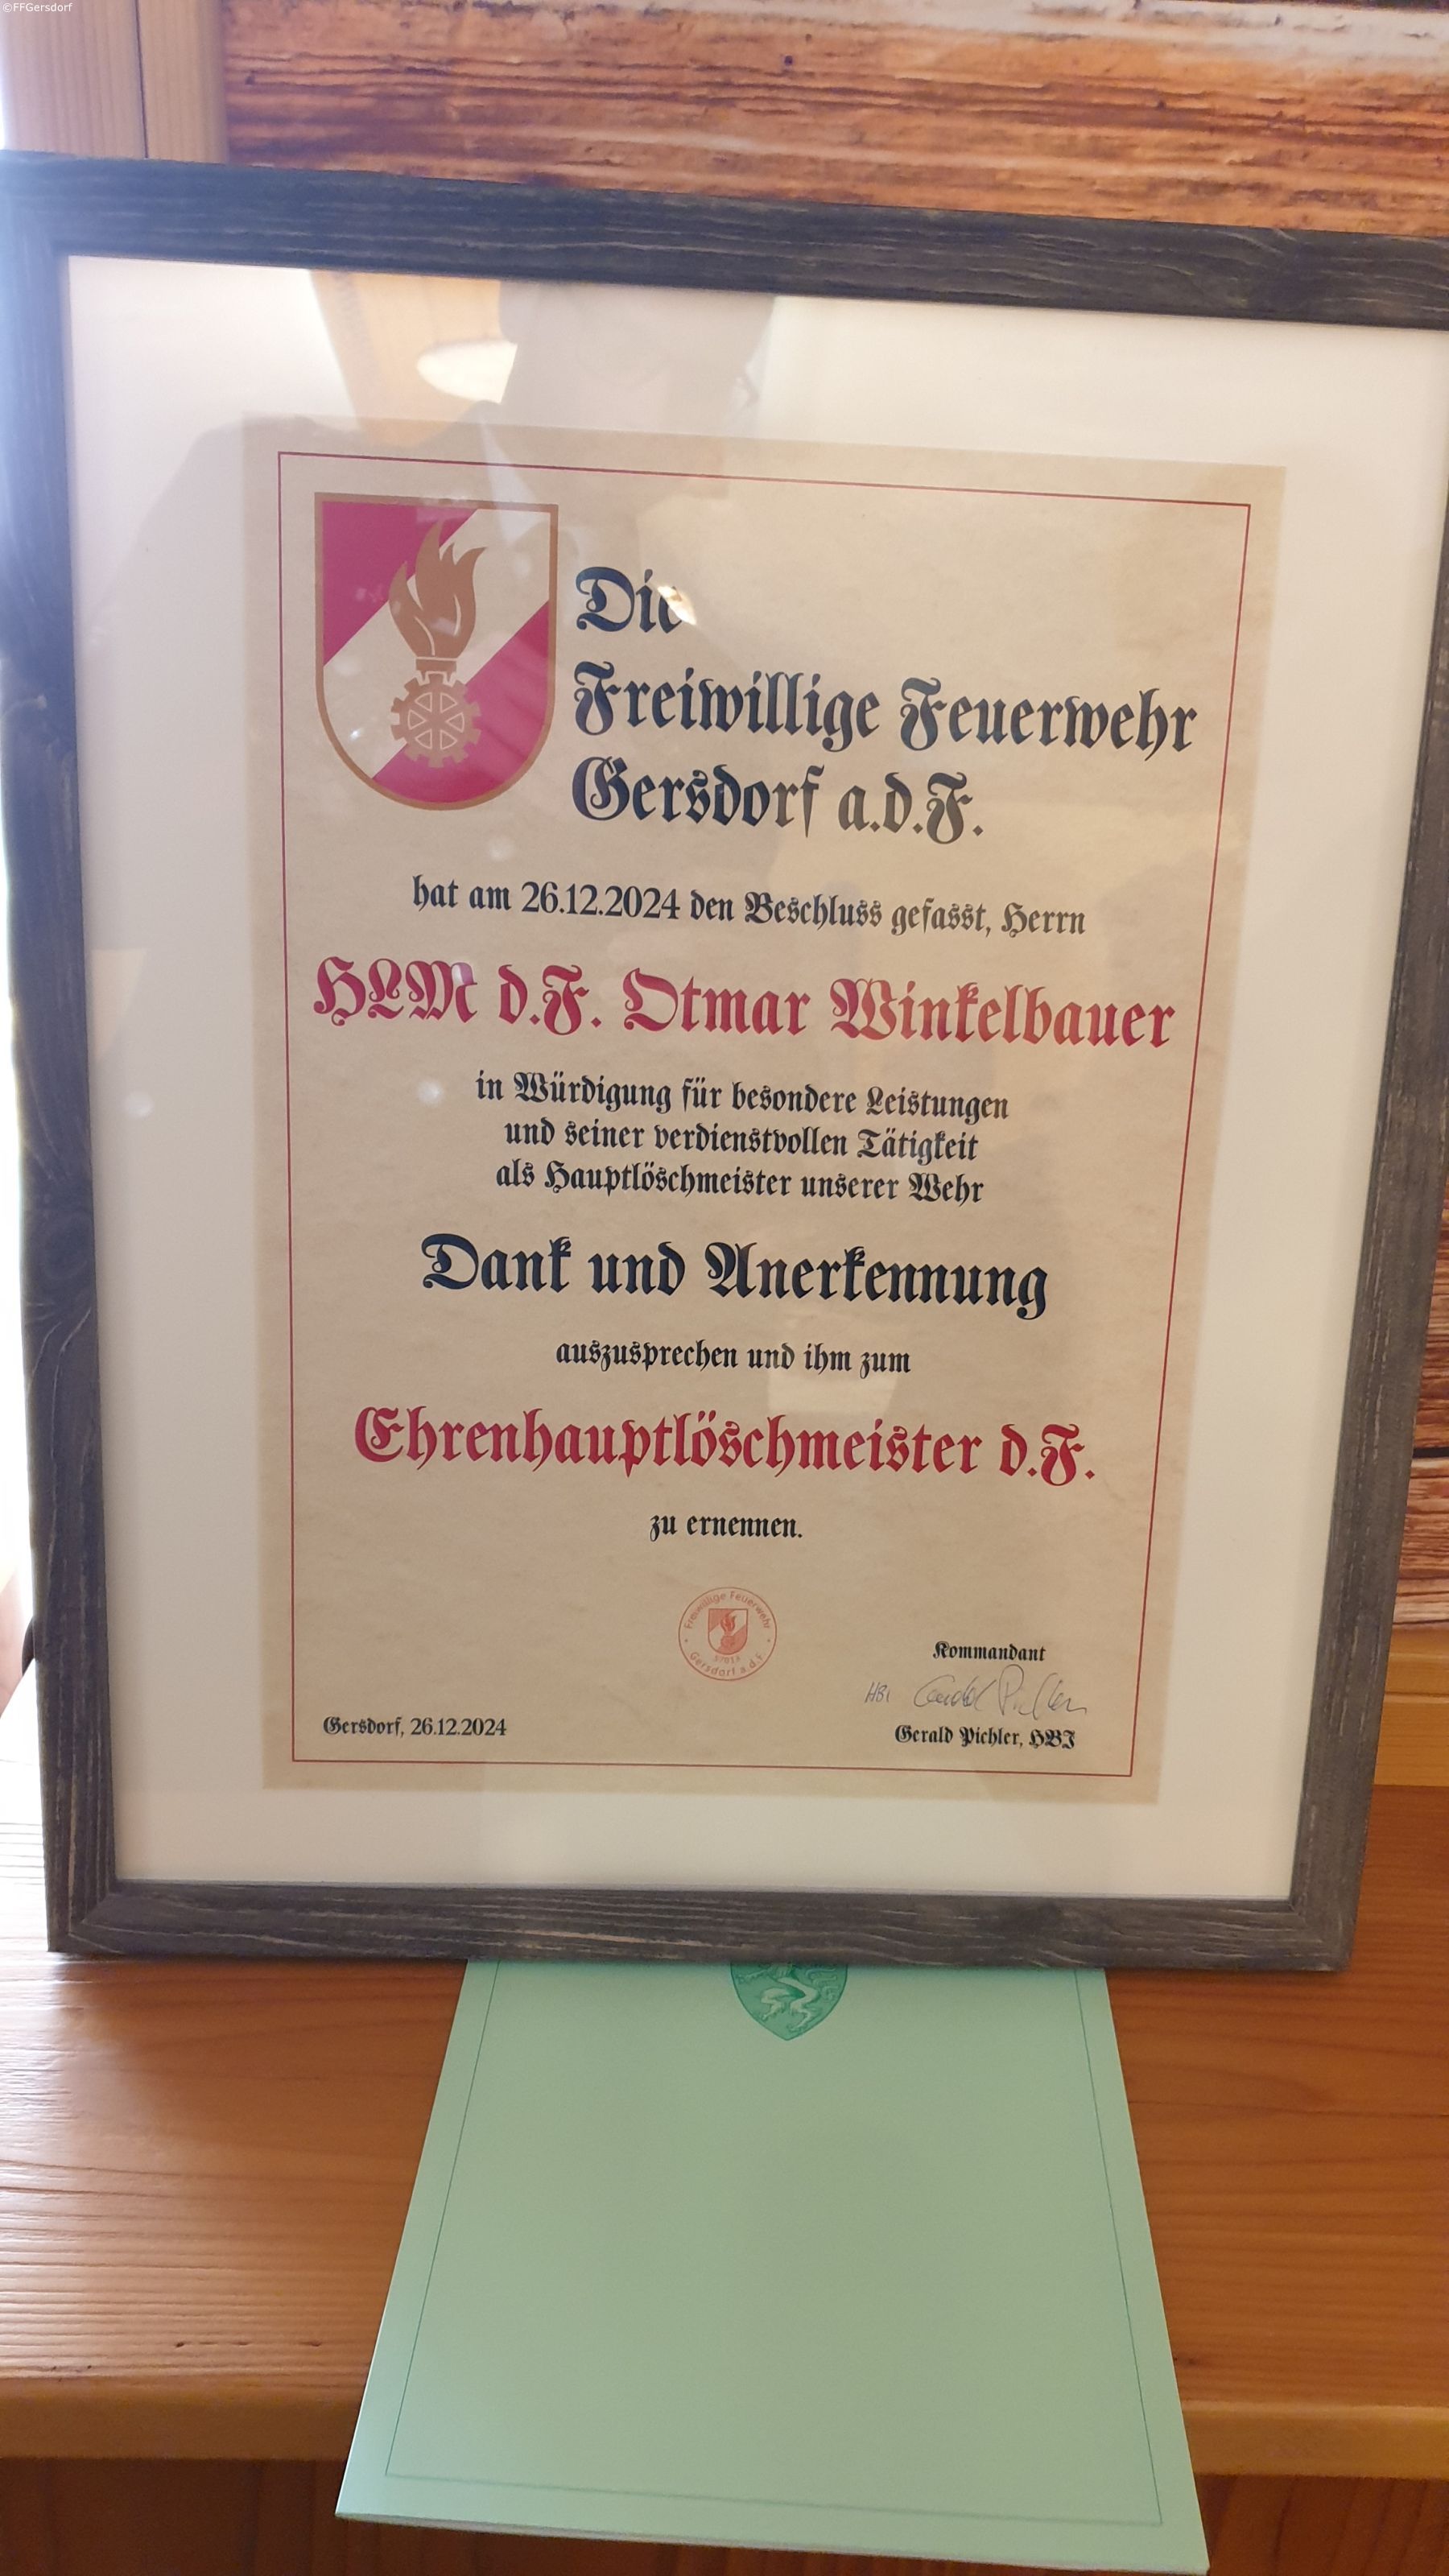 ©FFGersdorf
Die
Freiwillige Feuerwehr
Gersdorf a.d.F.
hat am 26.12.2024 den Beschluss gefasst, Herrn
HLM d.F. Otmar Winkelbauer
in Würdigung für besondere Leistungen
und seiner verdienstvollen Tätigkeit
als Hauptlöschmeister unserer Wehr
Dank und Anerkennung
auszusprechen und ihm zum
Ehrenhauptlöschmeister d.F.
zu ernennen.
Freiwillige Feuerwehr
Gersdorf a.d.F
Kommandant
HBI Gerald Pichler
Gersdorf, 26.12.2024
Gerald Pichler, HBI